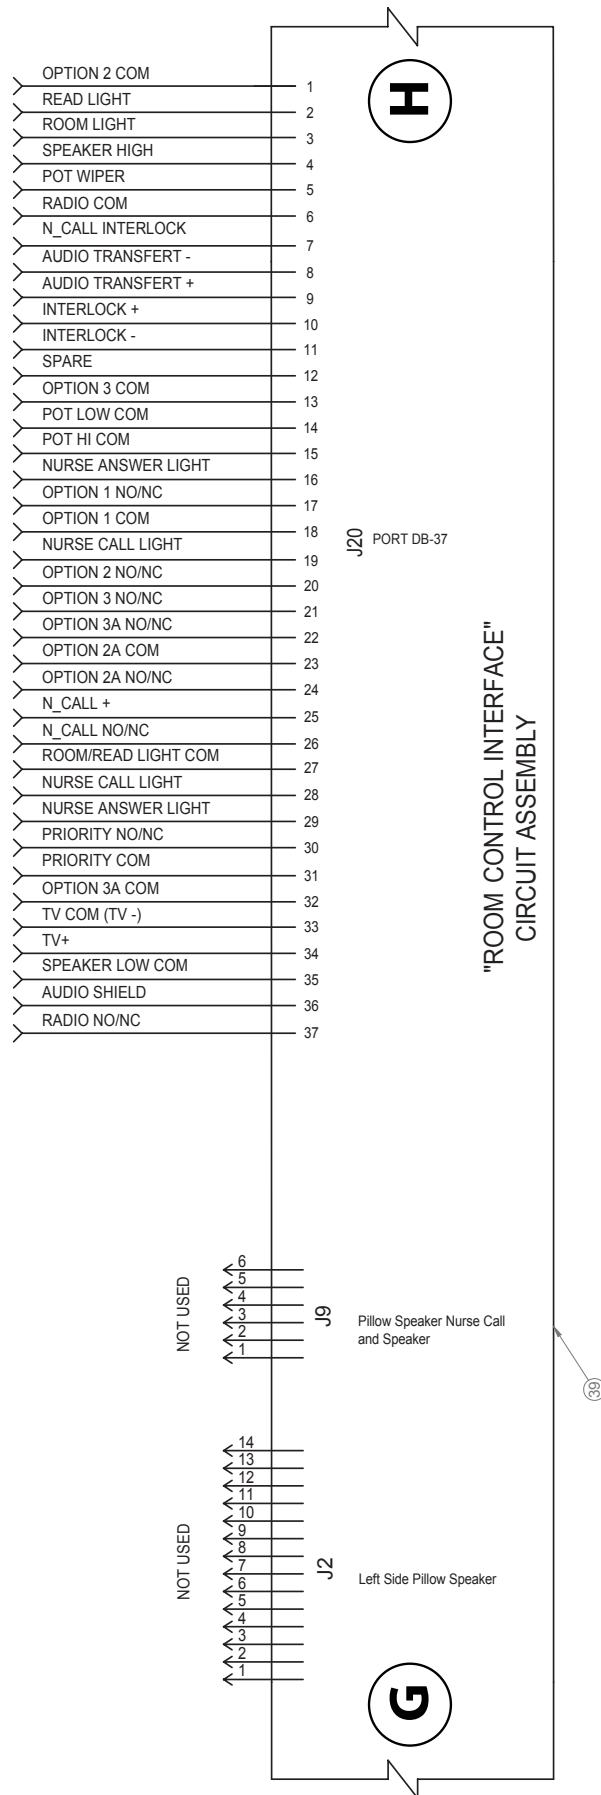 H
OPTION 2 COM 1
READ LIGHT 2
ROOM LIGHT 3
SPEAKER HIGH 4
POT WIPER 5
RADIO COM 6
N_CALL INTERLOCK 7
AUDIO TRANSFERT - 8
AUDIO TRANSFERT + 9
INTERLOCK + 10
INTERLOCK - 11
SPARE 12
OPTION 3 COM 13
POT LOW COM 14
POT HI COM 15
NURSE ANSWER LIGHT 16
OPTION 1 NO/NC 17
OPTION 1 COM 18
NURSE CALL LIGHT 19
OPTION 2 NO/NC 20
OPTION 3 NO/NC 21
OPTION 3A NO/NC 22
OPTION 2A COM 23
OPTION 2A NO/NC 24
N_CALL + 25
N_CALL NO/NC 26
ROOM/READ LIGHT COM 27
NURSE CALL LIGHT 28
NURSE ANSWER LIGHT 29
PRIORITY NO/NC 30
PRIORITY COM 31
OPTION 3A COM 32
TV COM (TV -) 33
TV+ 34
SPEAKER LOW COM 35
AUDIO SHIELD 36
RADIO NO/NC 37
J20 PORT DB-37
"ROOM CONTROL INTERFACE"
CIRCUIT ASSEMBLY
NOT USED
6
5
4
3
2
1
J9
Pillow Speaker Nurse Call
and Speaker
39
NOT USED
14
13
12
11
10
9
8
7
6
5
4
3
2
1
J2
Left Side Pillow Speaker
G